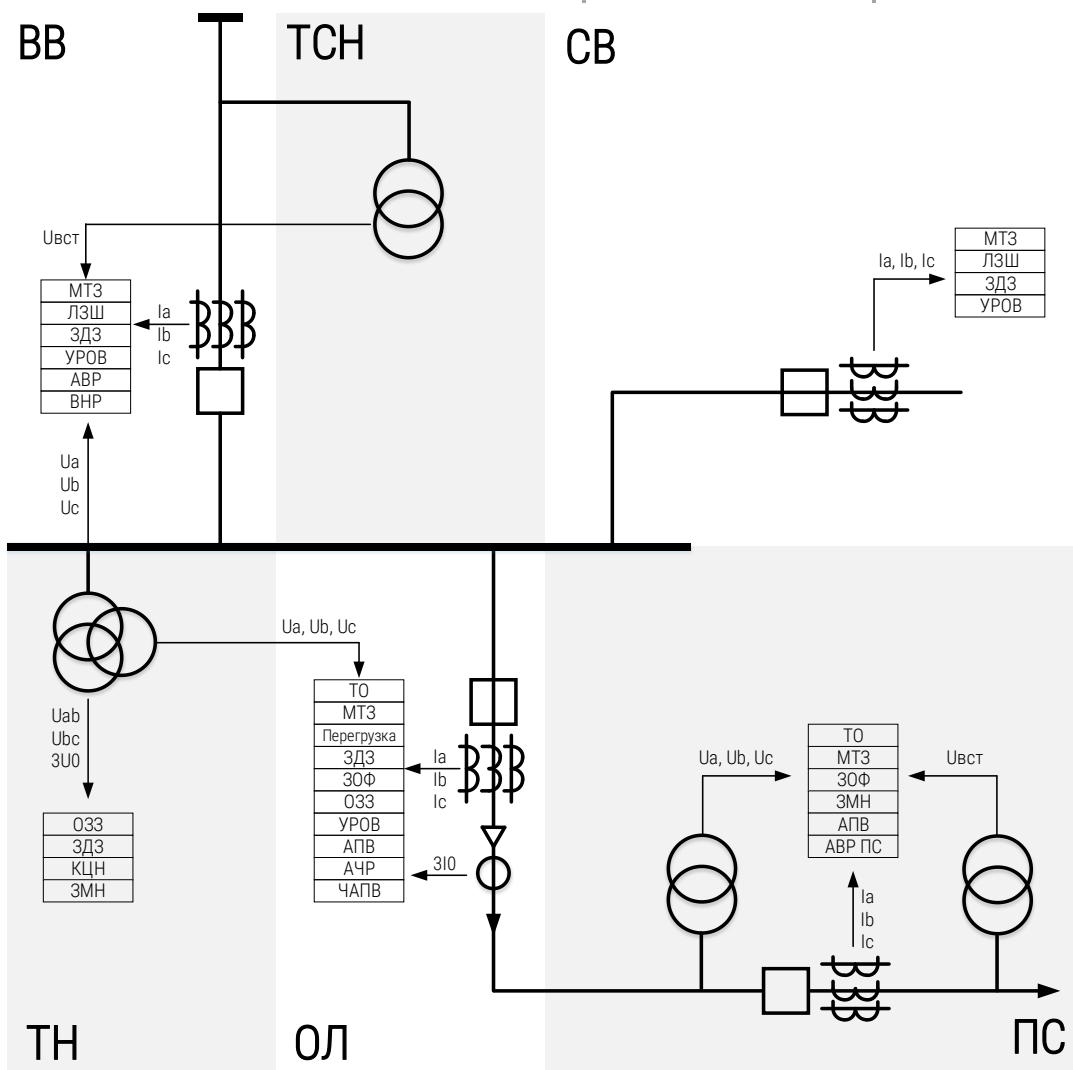 ВВ
ТСН
СВ
Uвст
МТЗ
ЛЗШ
ЗДЗ
УРОВ
АВР
ВНР
Ia
Ib
Ic
Ua
Ub
Uc
Ia, Ib, Ic
МТЗ
ЛЗШ
ЗДЗ
УРОВ
Ua, Ub, Uc
Uab
Ubc
3U0
ОЗЗ
ЗДЗ
КЦН
ЗМН
ТО
МТЗ
Перегрузка
ЗДЗ
ЗОФ
ОЗЗ
УРОВ
АПВ
АЧР
ЧАПВ
Ia
Ib
Ic
3I0
Ua, Ub, Uc
ТО
МТЗ
ЗОФ
ЗМН
АПВ
АВР ПС
Uвст
Ia
Ib
Ic
ТН
ОЛ
ПС